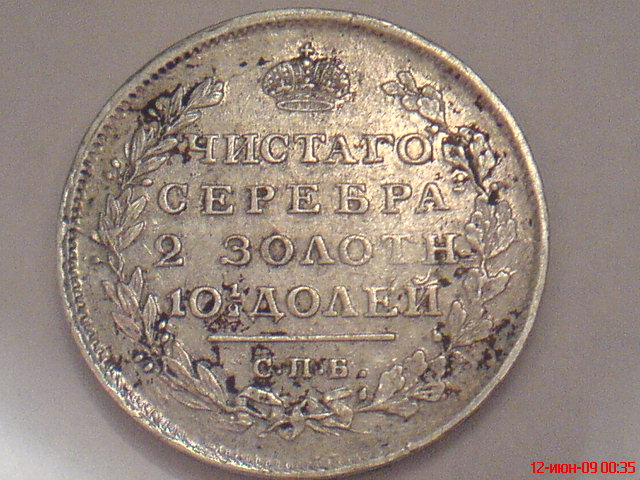 ЧИСТАГО
СЕРЕБРА
2 ЗОЛОТН.
10½ ДОЛЕЙ
С.П.Б.
12-июн-09 00:35